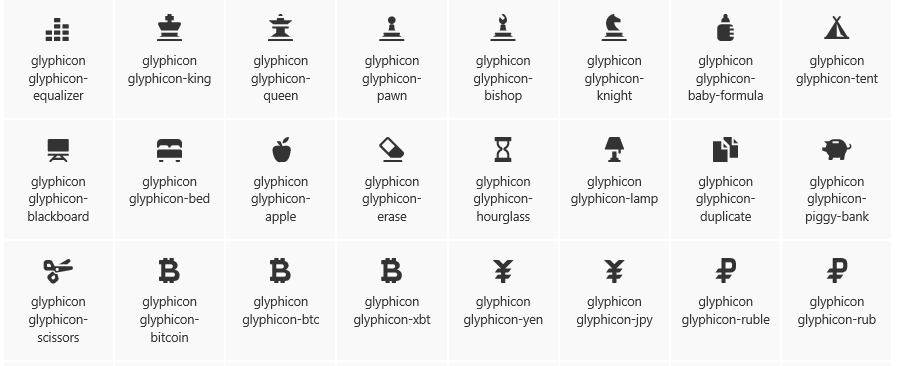 glyphicon
glyphicon-
equalizer
glyphicon
glyphicon-king
glyphicon
glyphicon-
queen
glyphicon
glyphicon-
pawn
glyphicon
glyphicon-
bishop
glyphicon
glyphicon-
knight
glyphicon
glyphicon-
baby-formula
glyphicon
glyphicon-tent
glyphicon
glyphicon-
blackboard
glyphicon
glyphicon-bed
glyphicon
glyphicon-
apple
glyphicon
glyphicon-
erase
glyphicon
glyphicon-
hourglass
glyphicon
glyphicon-lamp
glyphicon
glyphicon-
duplicate
glyphicon
glyphicon-
piggy-bank
glyphicon
glyphicon-
scissors
glyphicon
glyphicon-
bitcoin
glyphicon
glyphicon-btc
glyphicon
glyphicon-xbt
glyphicon
glyphicon-yen
glyphicon
glyphicon-jpy
glyphicon
glyphicon-ruble
glyphicon
glyphicon-rub